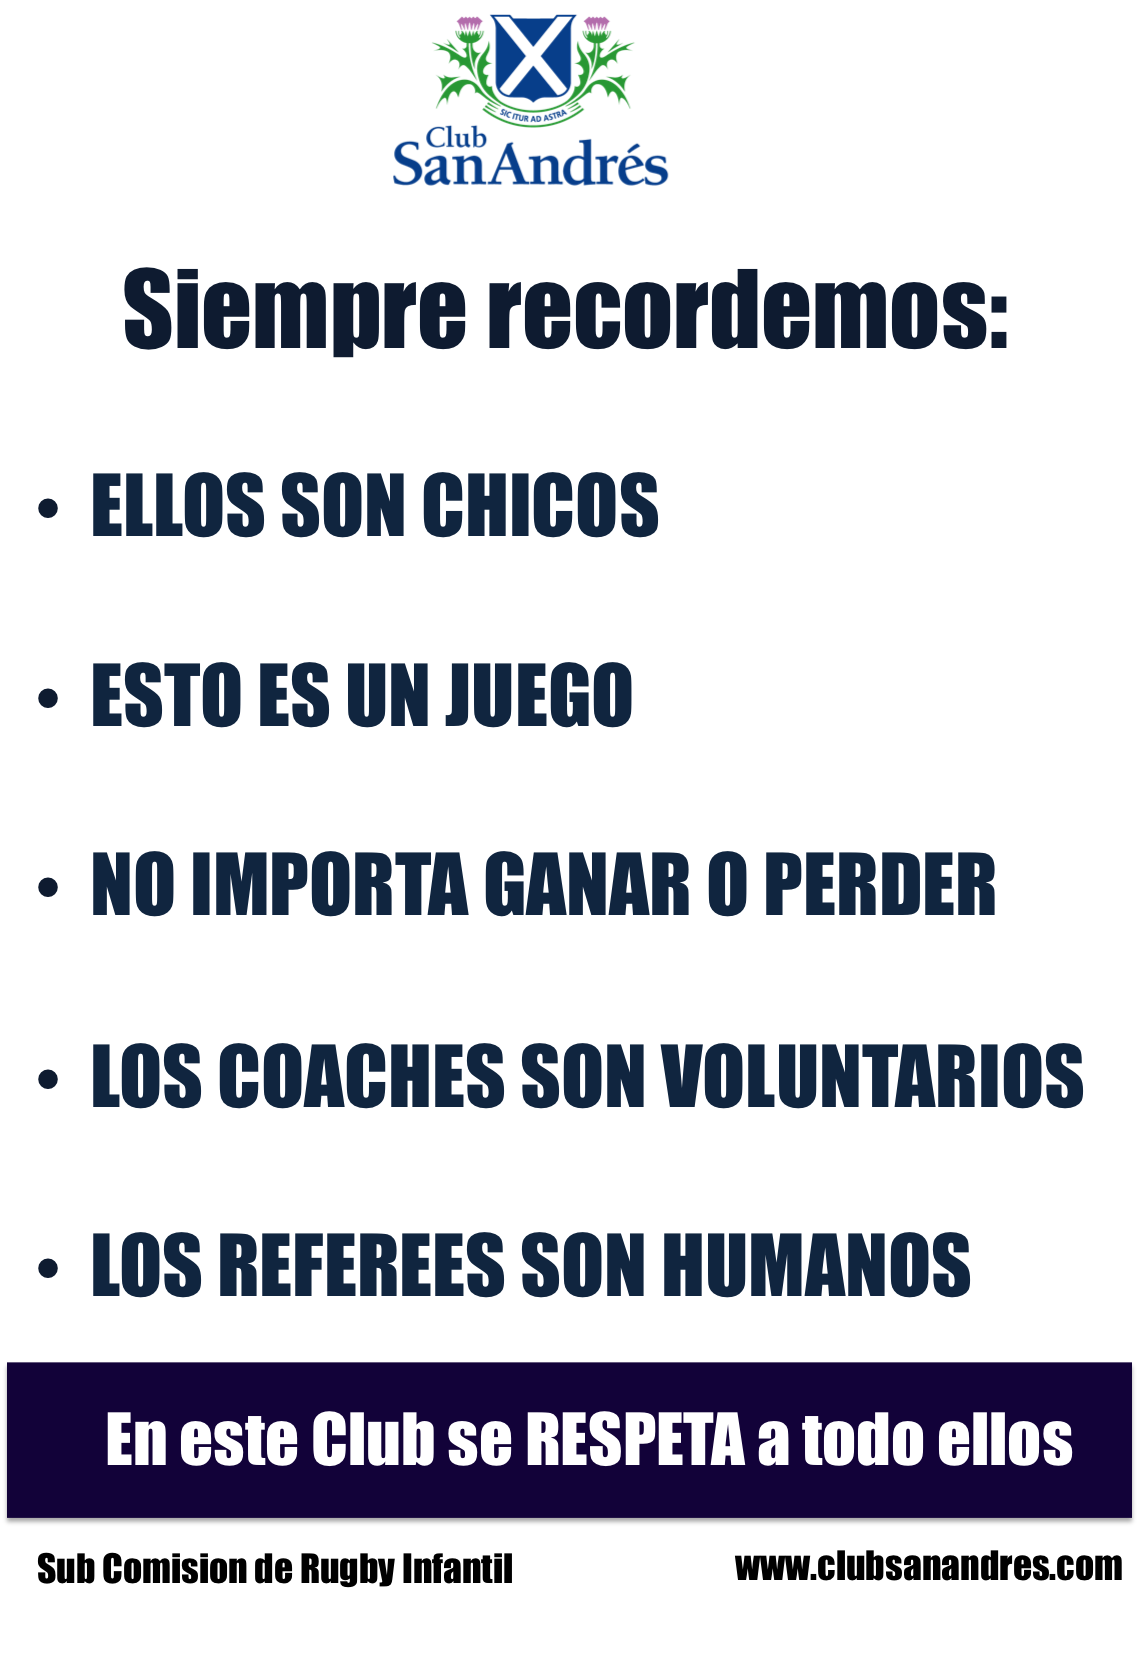 SIC ITUR AD ASTRA
Club
San Andrés
Siempre recordemos:
• ELLOS SON CHICOS
• ESTO ES UN JUEGO
• NO IMPORTA GANAR O PERDER
• LOS COACHES SON VOLUNTARIOS
• LOS REFEREES SON HUMANOS
En este Club se RESPETA a todo ellos
Sub Comision de Rugby Infantil
www.clubsanandres.com